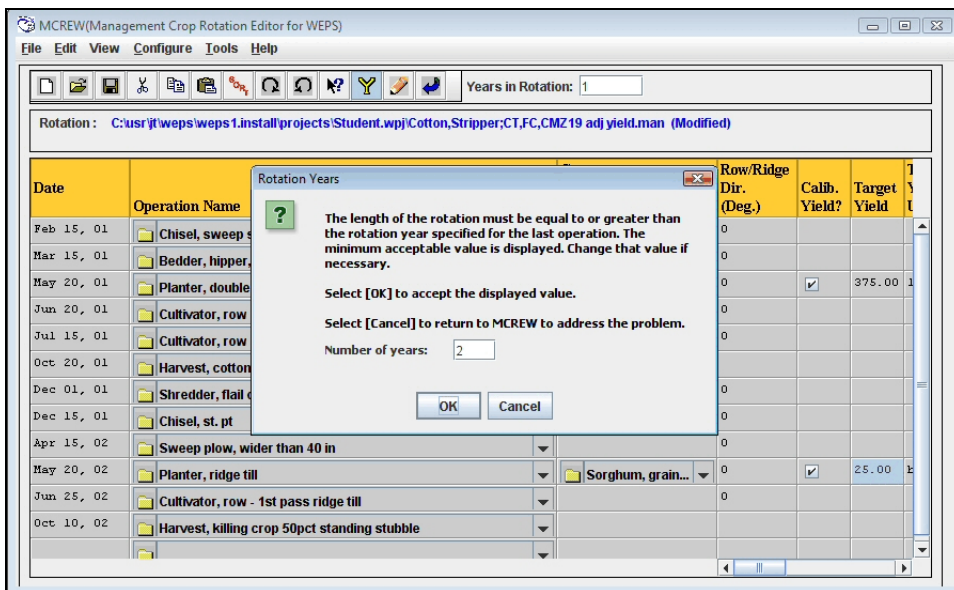 MCREW(Management Crop Rotation Editor for WEPS)
File Edit View Configure Tools Help
Years in Rotation: 1
Rotation : C:\usr\jt\weps\weps1.install\projects\Student.wpj\Cotton,Stripper;CT,FC,CMZ19 adj yield.man (Modified)
Date Operation Name Row/Ridge Dir. (Deg.) Calib. Yield? Target Yield
Rotation Years
The length of the rotation must be equal to or greater than
the rotation year specified for the last operation. The
minimum acceptable value is displayed. Change that value if
necessary.
Select [OK] to accept the displayed value.
Select [Cancel] to return to MCREW to address the problem.
Number of years: 2
OK Cancel
Feb 15, 01 Chisel, sweep s 0
Mar 15, 01 Bedder, hipper, 0
May 20, 01 Planter, double 0 375.00
Jun 20, 01 Cultivator, row 0
Jul 15, 01 Cultivator, row 0
Oct 20, 01 Harvest, cotton
Dec 01, 01 Shredder, flail 0
Dec 15, 01 Chisel, st. pt 0
Apr 15, 02 Sweep plow, wider than 40 in 0
May 20, 02 Planter, ridge till Sorghum, grain... 0 25.00
Jun 25, 02 Cultivator, row - 1st pass ridge till 0
Oct 10, 02 Harvest, killing crop 50pct standing stubble